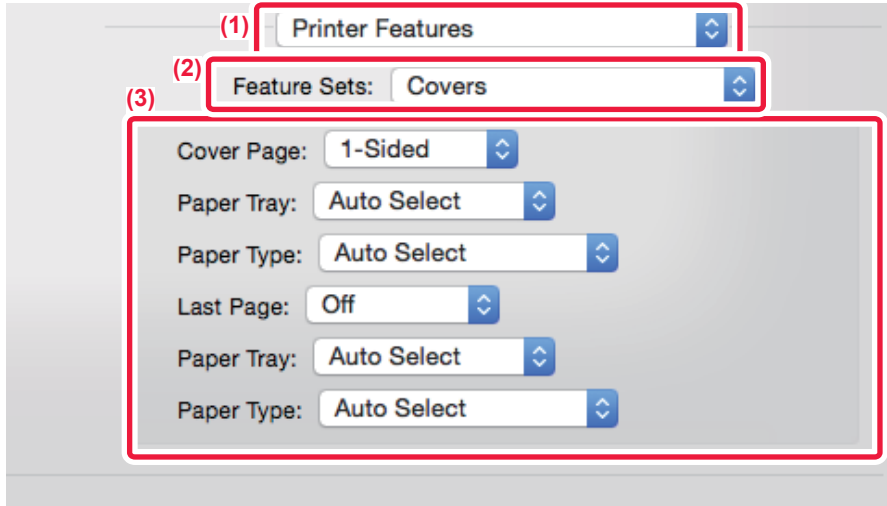 (1) Printer Features
(2) Feature Sets: Covers
(3)
Cover Page: 1-Sided
Paper Tray: Auto Select
Paper Type: Auto Select
Last Page: Off
Paper Tray: Auto Select
Paper Type: Auto Select